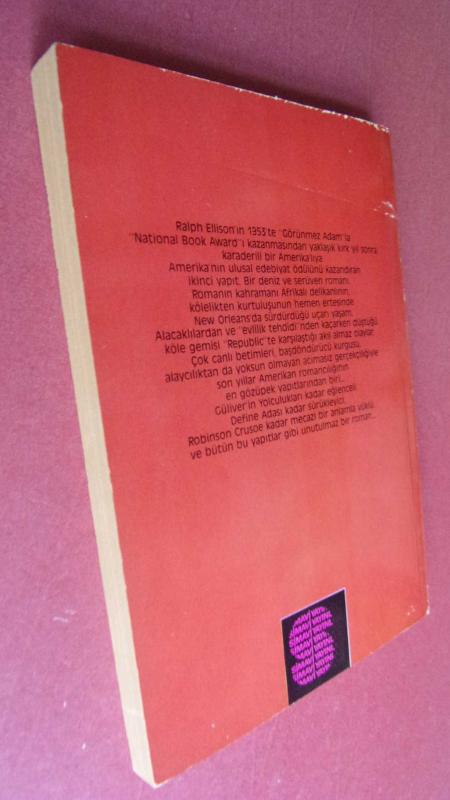 Ralph Ellison'ın 1953'te "Görünmez Adam"la
"National Book Award"ı kazanmasından yaklaşık kırk yıl sonra,
karaderili bir Amerika'lıya
Amerika'nın ulusal edebiyat ödülünü kazandıran
ikinci yapıt. Bir deniz ve serüven romanı.
Romanın kahramanı Afrikalı delikanlının,
kölelikten kurtuluşunun hemen ertesinde
New Orleans'da sürdürdüğü uçarı yaşam.
Alacaklılardan ve "evlilik tehdidi"nden kaçarken düştüğü
köle gemisi "Republic"te karşılaştığı akıl almaz olaylar.
Çok canlı betimleri, başdöndürücü kurgusu,
alaycılıktan da yoksun olmayan acımasız gerçekçiliğiyle
son yıllar Amerikan romancılığının
en gözüpek yapıtlarından biri...
Güliver'in Yolculukları kadar eğlenceli,
Define Adası kadar sürükleyici,
Robinson Crusoe kadar mecazi bir anlamla yüklü
ve bütün bu yapıtlar gibi unutulmaz bir roman...
SİMAVİ YAYINL